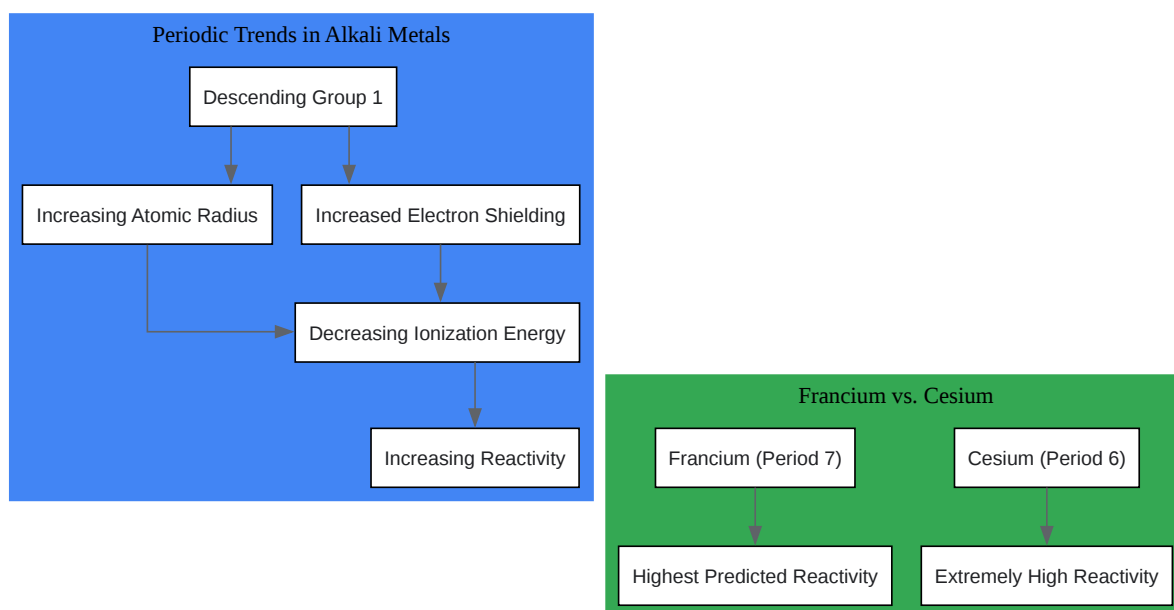 Periodic Trends in Alkali Metals
Descending Group 1
Increasing Atomic Radius
Increased Electron Shielding
Decreasing Ionization Energy
Increasing Reactivity
Francium vs. Cesium
Francium (Period 7)
Cesium (Period 6)
Highest Predicted Reactivity
Extremely High Reactivity